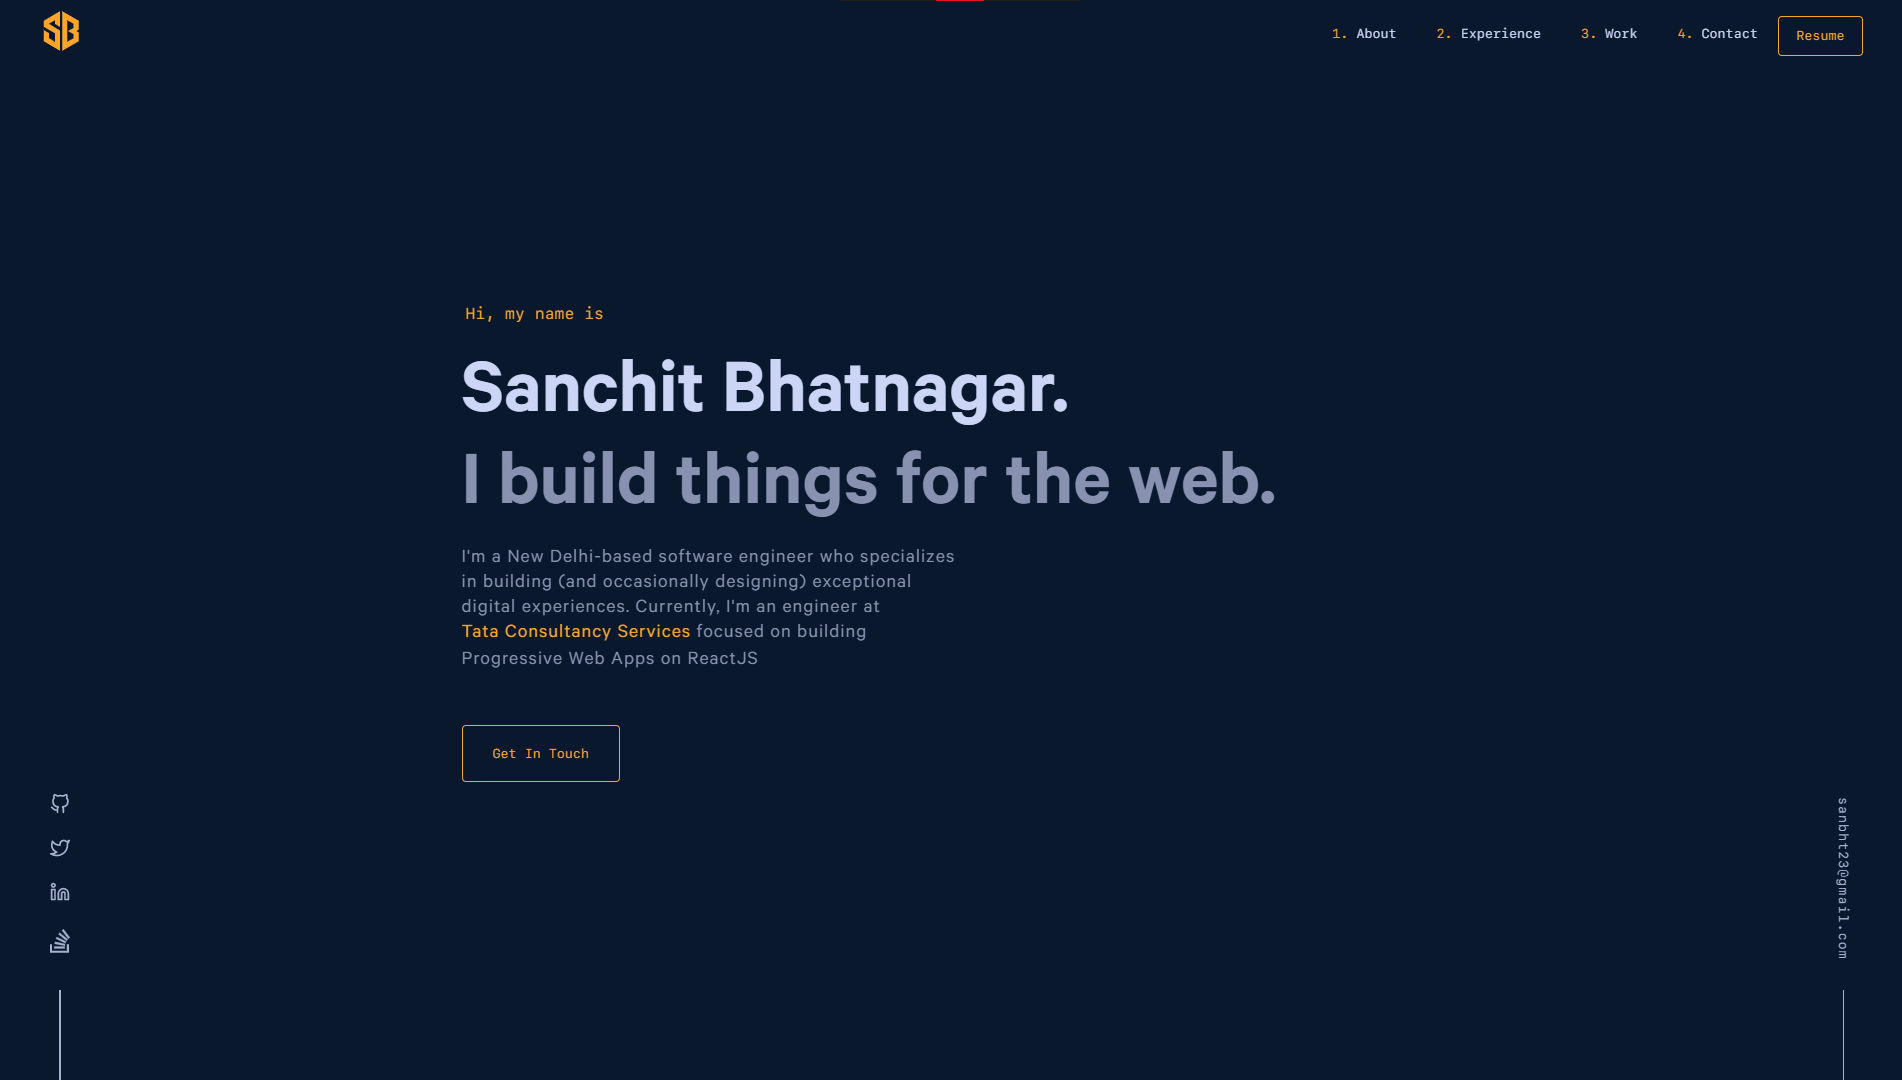 SB
1. About
2. Experience
3. Work
4. Contact
Resume
Hi, my name is
Sanchit Bhatnagar.
I build things for the web.
I'm a New Delhi-based software engineer who specializes
in building (and occasionally designing) exceptional
digital experiences. Currently, I'm an engineer at
Tata Consultancy Services focused on building
Progressive Web Apps on ReactJS
Get In Touch
sanbht23@gmail.com